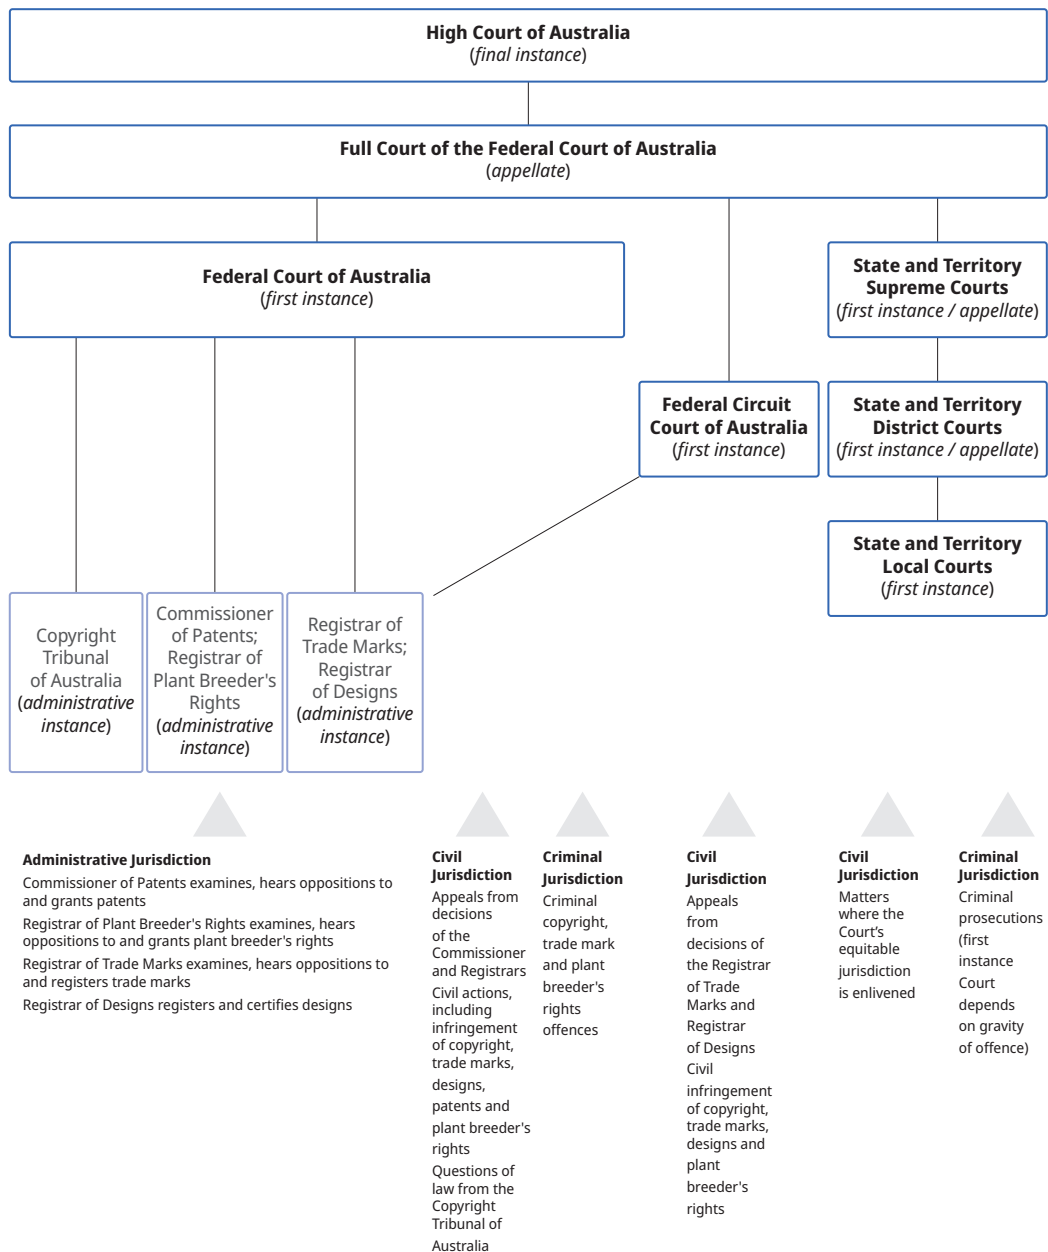 High Court of Australia
(final instance)
Full Court of the Federal Court of Australia
(appellate)
Federal Court of Australia
(first instance)
State and Territory
Supreme Courts
(first instance / appellate)
Federal Circuit
Court of Australia
(first instance)
State and Territory
District Courts
(first instance / appellate)
State and Territory
Local Courts
(first instance)
Copyright
Tribunal
of Australia
(administrative
instance)
Commissioner
of Patents;
Registrar of
Plant Breeder's
Rights
(administrative
instance)
Registrar of
Trade Marks;
Registrar
of Designs
(administrative
instance)
Administrative Jurisdiction
Commissioner of Patents examines, hears oppositions to
and grants patents
Registrar of Plant Breeder's Rights examines, hears
oppositions to and grants plant breeder's rights
Registrar of Trade Marks examines, hears oppositions to
and registers trade marks
Registrar of Designs registers and certifies designs
Civil
Jurisdiction
Appeals from
decisions
of the
Commissioner
and Registrars
Civil actions,
including
infringement
of copyright,
trade marks,
designs,
patents and
plant breeder's
rights
Questions of
law from the
Copyright
Tribunal of
Australia
Criminal
Jurisdiction
Criminal
copyright,
trade mark
and plant
breeder's
rights
offences
Civil
Jurisdiction
Appeals
from
decisions of
the Registrar
of Trade
Marks and
Registrar
of Designs
Civil
infringement
of copyright,
trade marks,
designs and
plant
breeder's
rights
Civil
Jurisdiction
Matters
where the
Court's
equitable
jurisdiction
is enlivened
Criminal
Jurisdiction
Criminal
prosecutions
(first
instance
Court
depends
on gravity
of offence)